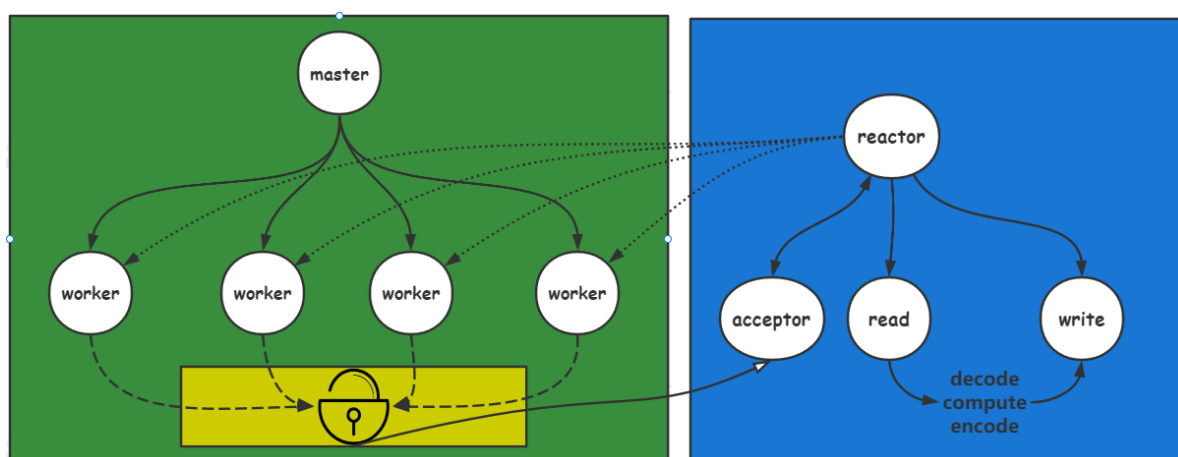 master
reactor
worker
worker
worker
worker
acceptor
read
write
decode
compute
encode